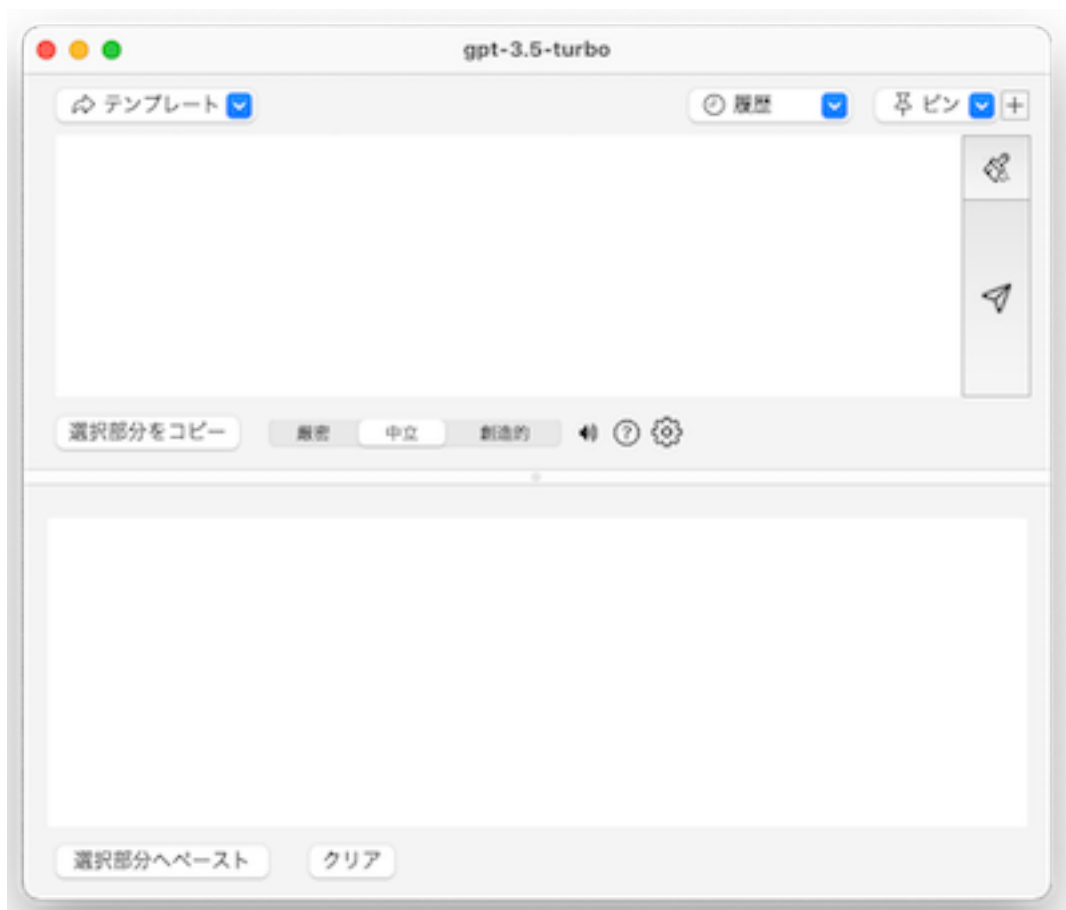 gpt-3.5-turbo
テンプレート 履歴 ピン
選択部分をコピー 厳密 中立 創造的
選択部分へペースト クリア